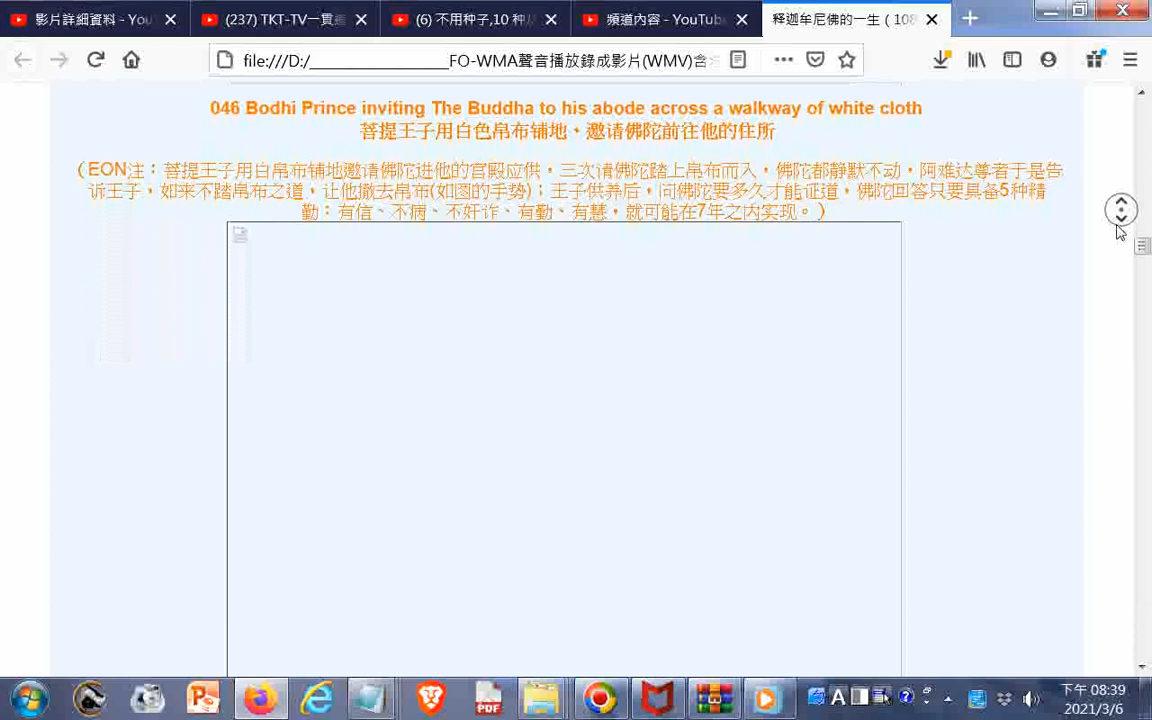 影片詳細資料 - You
(237) TKT-TV一貫
(6) 不用种子,10 种
頻道內容 - YouTube
释迦牟尼佛的一生（108
file:///D:/________________FO-WMA聲音播放錄成影片(WMV)含
046 Bodhi Prince inviting The Buddha to his abode across a walkway of white cloth
菩提王子用白色帛布铺地、邀请佛陀前往他的住所
（EON注：菩提王子用白帛布铺地邀请佛陀进他的宫殿应供，三次请佛陀踏上帛布而入，佛陀都静默不动，阿难达尊者于是告
诉王子，如来不踏帛布之道，让他撤去帛布(如图的手势)；王子供养后，问佛陀要多久才能证道，佛陀回答只要具备5种精
勤：有信、不病、不奸诈、有勤、有慧，就可能在7年之内实现。）
PDF
A
下午 08:39
2021/3/6